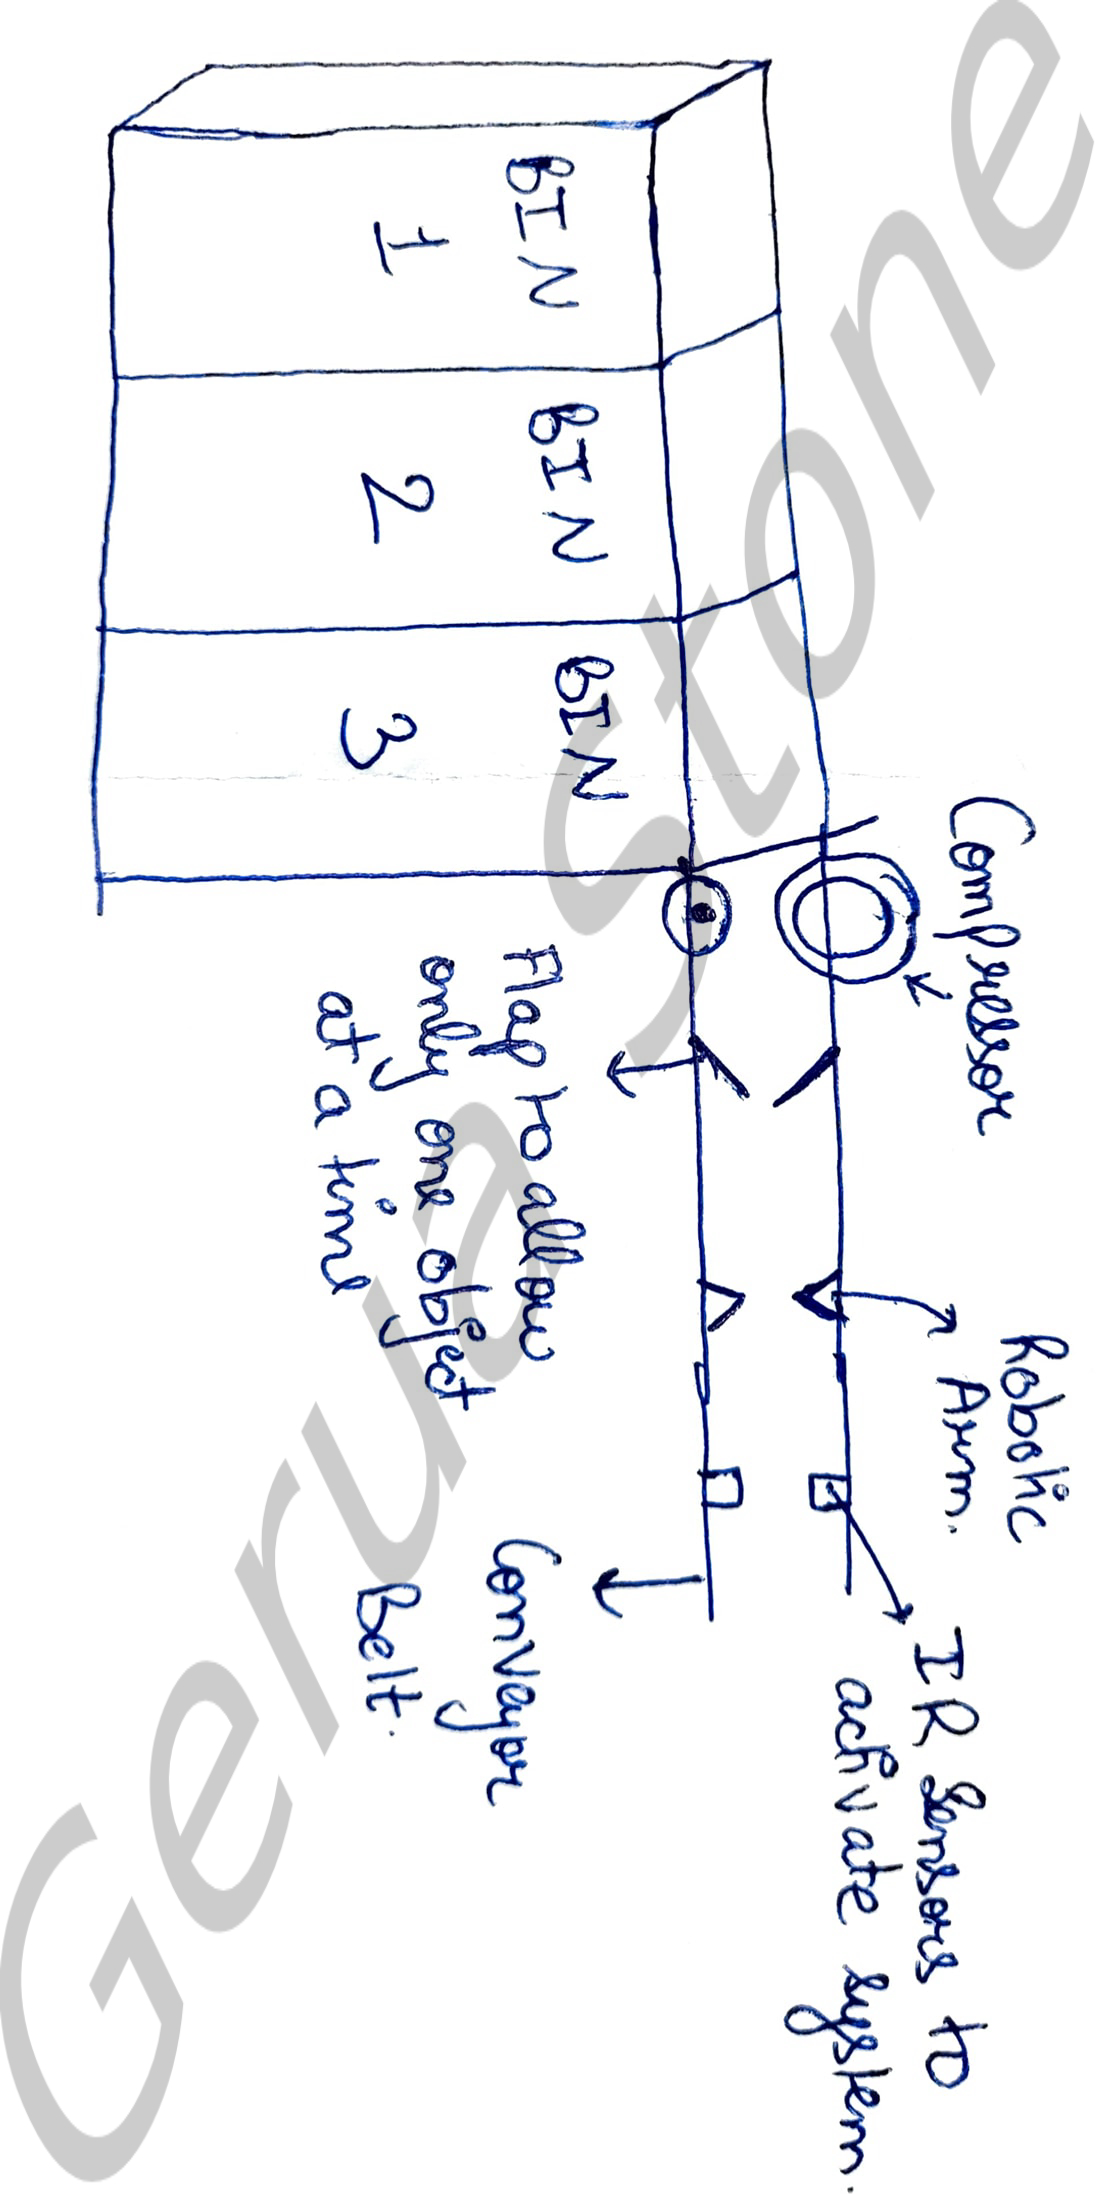 BIN
1
BIN
2
BIN
3
Compressor
Robotic
Arm.
IR Sensors to
activate system.
Flap to allow
only one object
at a time
Conveyor
Belt.
Gerua Stone